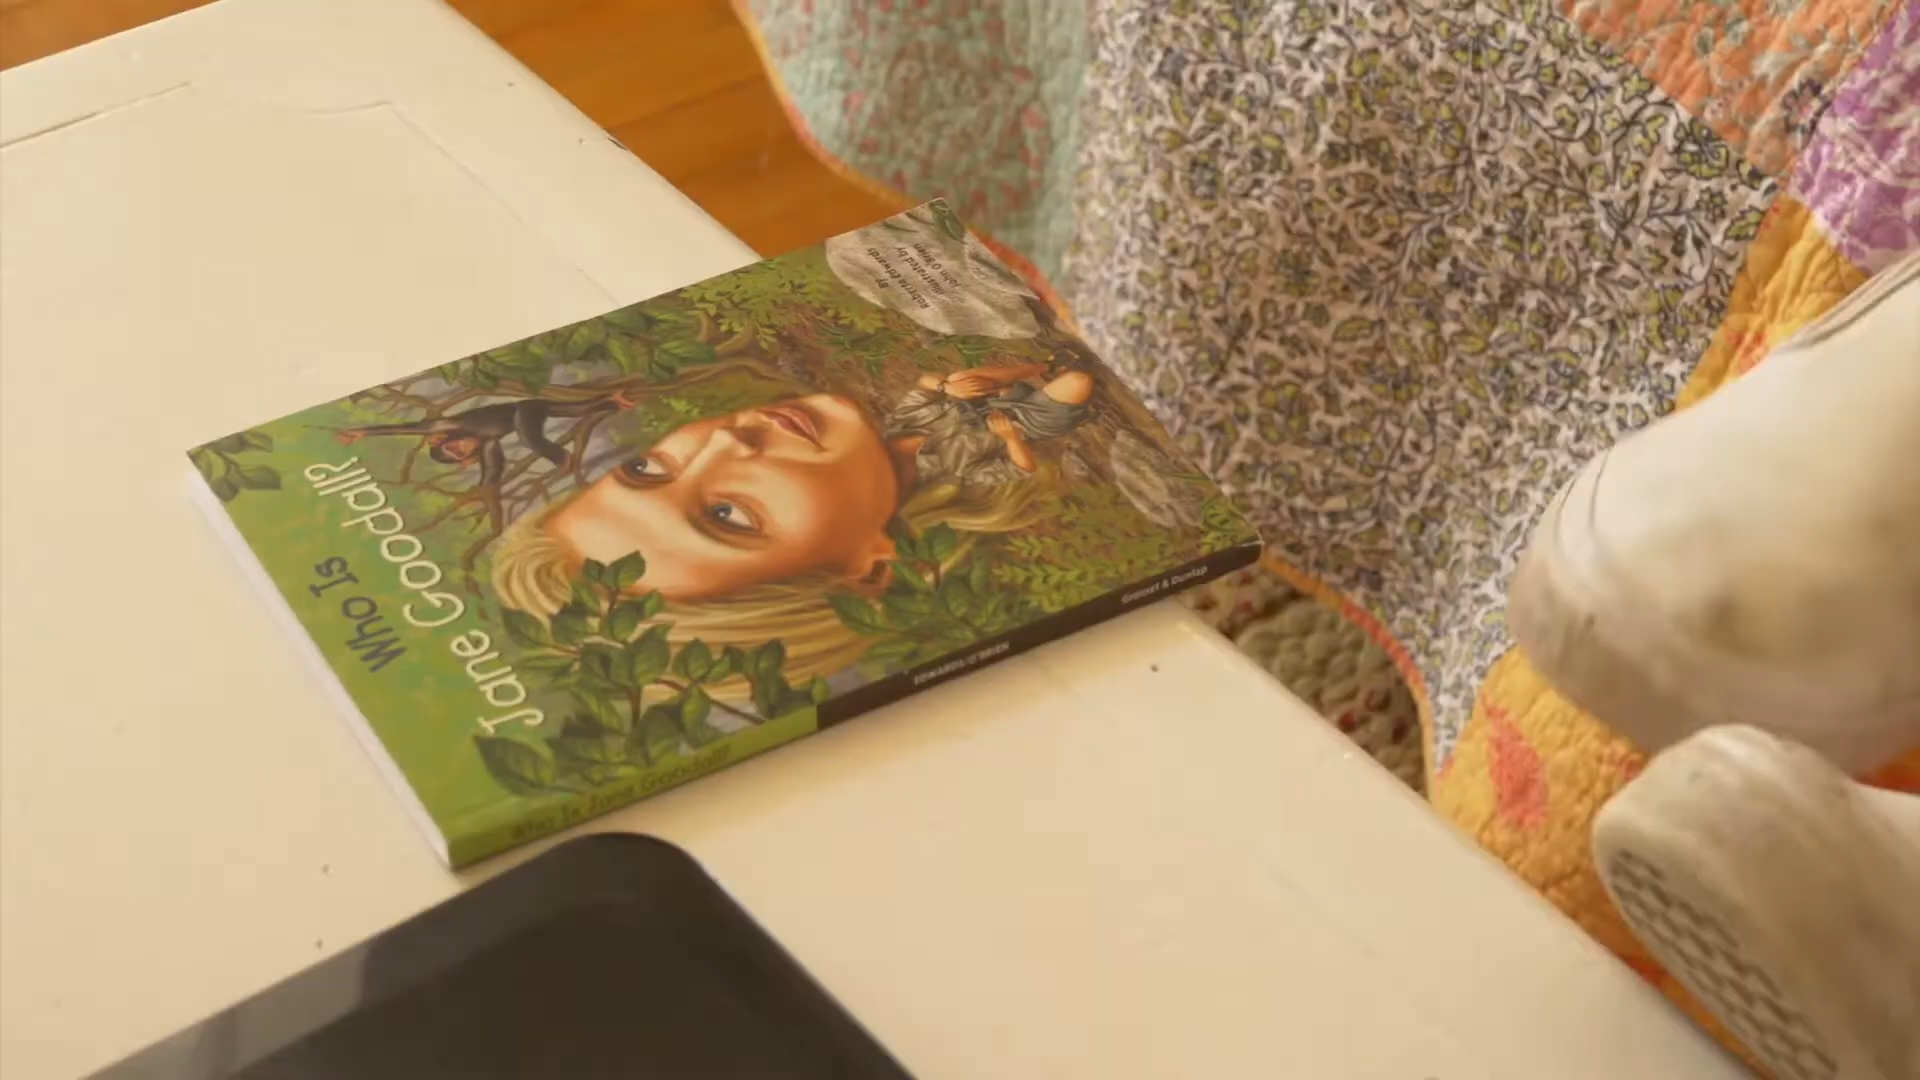 Who Is
Jane Goodall?
BY
Roberta Edwards
illustrated by
John O'Brien
Who Is Jane Goodall?
EDWARDS/O'BRIEN
Grosset & Dunlap